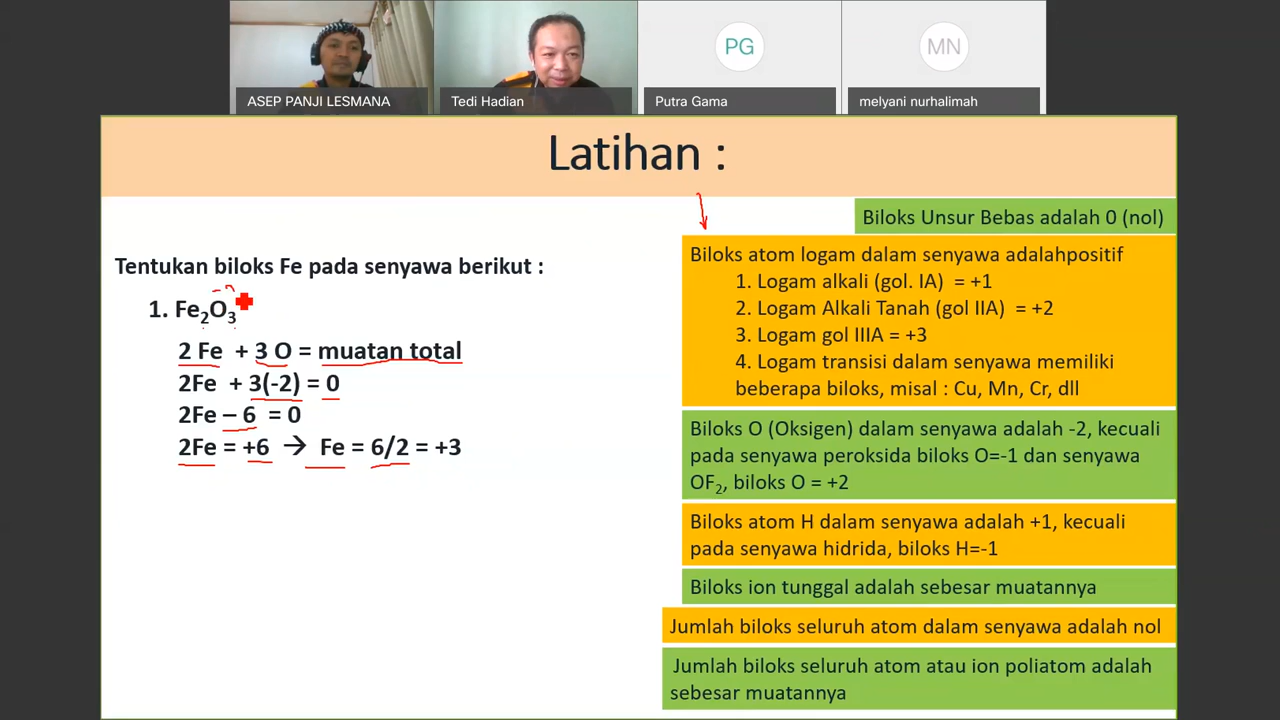 PG
MN
ASEP PANJI LESMANA
Tedi Hadian
Putra Gama
melyani nurhalimah
Latihan :
Tentukan biloks Fe pada senyawa berikut :
1. Fe₂O₃
2 Fe + 3 O = muatan total
2Fe + 3(-2) = 0
2Fe – 6 = 0
2Fe = +6 → Fe = 6/2 = +3
Biloks Unsur Bebas adalah 0 (nol)
Biloks atom logam dalam senyawa adalahpositif
1. Logam alkali (gol. IA) = +1
2. Logam Alkali Tanah (gol IIA) = +2
3. Logam gol IIIA = +3
4. Logam transisi dalam senyawa memiliki
beberapa biloks, misal : Cu, Mn, Cr, dll
Biloks O (Oksigen) dalam senyawa adalah -2, kecuali
pada senyawa peroksida biloks O=-1 dan senyawa
OF₂, biloks O = +2
Biloks atom H dalam senyawa adalah +1, kecuali
pada senyawa hidrida, biloks H=-1
Biloks ion tunggal adalah sebesar muatannya
Jumlah biloks seluruh atom dalam senyawa adalah nol
Jumlah biloks seluruh atom atau ion poliatom adalah
sebesar muatannya